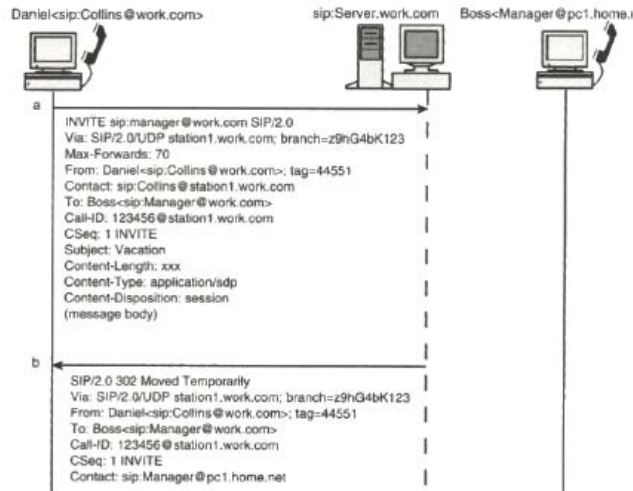 Daniel<sip:Collins@work.com>
sip:Server.work.com
Boss<Manager@pc1.home.n
a
INVITE sip:manager@work.com SIP/2.0
Via: SIP/2.0/UDP station1.work.com; branch=z9hG4bK123
Max-Forwards: 70
From: Daniel<sip:Collins@work.com>; tag=44551
Contact: sip:Collins@station1.work.com
To: Boss<sip:Manager@work.com>
Call-ID: 123456@station1.work.com
CSeq: 1 INVITE
Subject: Vacation
Content-Length: xxx
Content-Type: application/sdp
Content-Disposition: session
(message body)
b
SIP/2.0 302 Moved Temporarily
Via: SIP/2.0/UDP station1.work.com; branch=z9hG4bK123
From: Daniel<sip:Collins@work.com>; tag=44551
To: Boss<sip:Manager@work.com>
Call-ID: 123456@station1.work.com
CSeq: 1 INVITE
Contact: sip:Manager@pc1.home.net